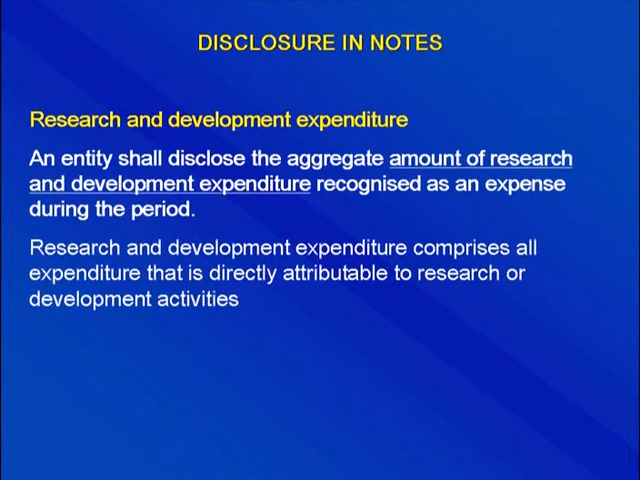 DISCLOSURE IN NOTES
Research and development expenditure
An entity shall disclose the aggregate amount of research
and development expenditure recognised as an expense
during the period.
Research and development expenditure comprises all
expenditure that is directly attributable to research or
development activities